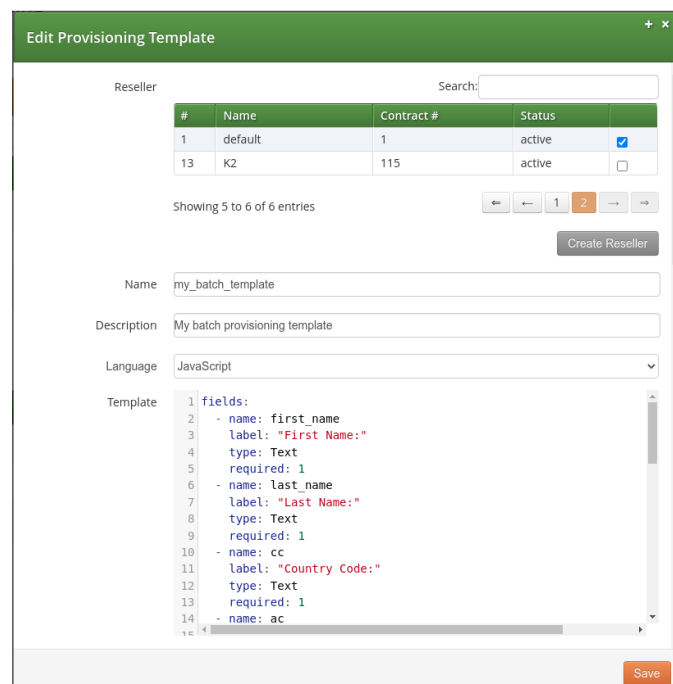 + ×
Edit Provisioning Template
Reseller Search:
# Name Contract # Status
1 default 1 active
13 K2 115 active
Showing 5 to 6 of 6 entries ⇐ ← 1 2 → ⇒
Create Reseller
Name my_batch_template
Description My batch provisioning template
Language JavaScript
Template
1 fields:
2 - name: first_name
3 label: "First Name:"
4 type: Text
5 required: 1
6 - name: last_name
7 label: "Last Name:"
8 type: Text
9 required: 1
10 - name: cc
11 label: "Country Code:"
12 type: Text
13 required: 1
14 - name: ac
15
Save